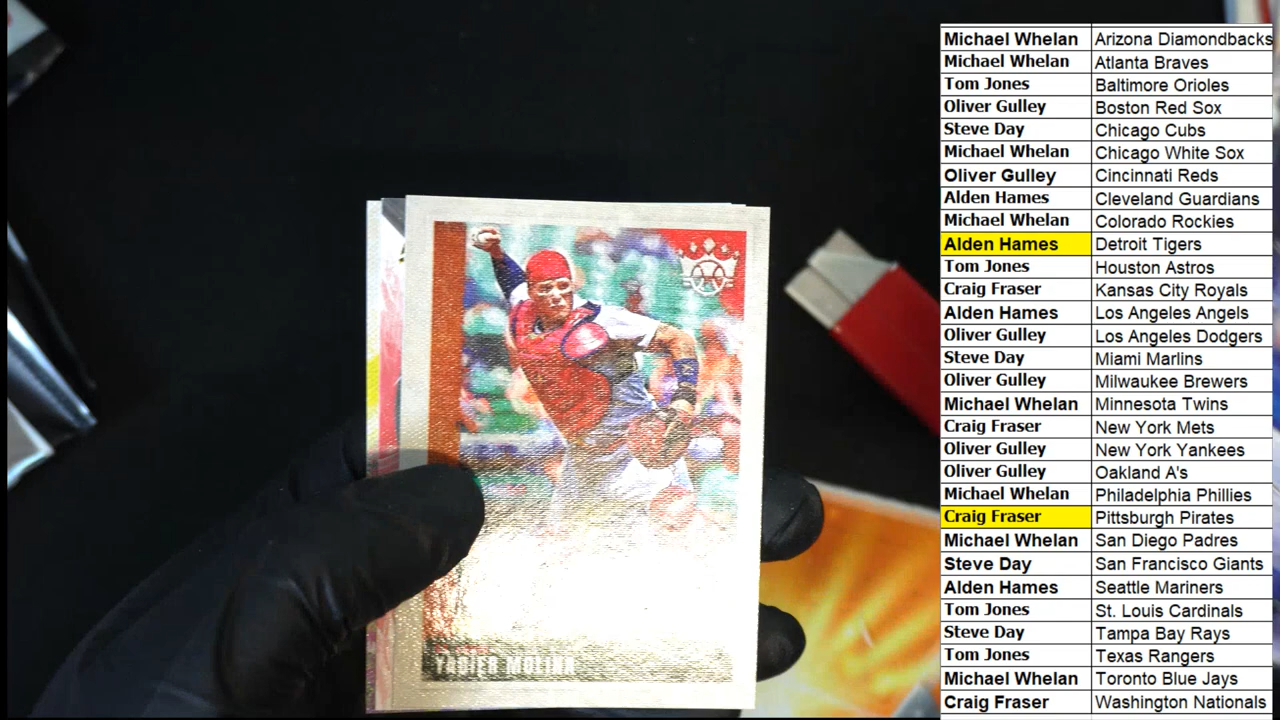 YADIER MOLINA
Michael Whelan Arizona Diamondbacks
Michael Whelan Atlanta Braves
Tom Jones Baltimore Orioles
Oliver Gulley Boston Red Sox
Steve Day Chicago Cubs
Michael Whelan Chicago White Sox
Oliver Gulley Cincinnati Reds
Alden Hames Cleveland Guardians
Michael Whelan Colorado Rockies
Alden Hames Detroit Tigers
Tom Jones Houston Astros
Craig Fraser Kansas City Royals
Alden Hames Los Angeles Angels
Oliver Gulley Los Angeles Dodgers
Steve Day Miami Marlins
Oliver Gulley Milwaukee Brewers
Michael Whelan Minnesota Twins
Craig Fraser New York Mets
Oliver Gulley New York Yankees
Oliver Gulley Oakland A's
Michael Whelan Philadelphia Phillies
Craig Fraser Pittsburgh Pirates
Michael Whelan San Diego Padres
Steve Day San Francisco Giants
Alden Hames Seattle Mariners
Tom Jones St. Louis Cardinals
Steve Day Tampa Bay Rays
Tom Jones Texas Rangers
Michael Whelan Toronto Blue Jays
Craig Fraser Washington Nationals